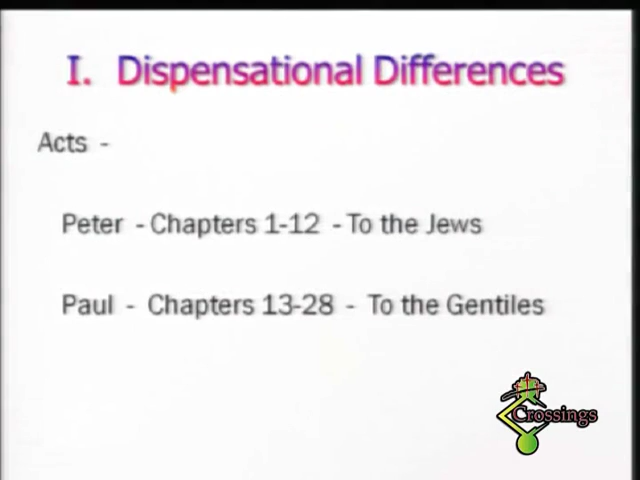 I. Dispensational Differences
Acts -
Peter - Chapters 1-12 - To the Jews
Paul - Chapters 13-28 - To the Gentiles
Crossings